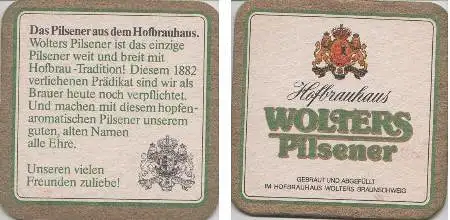 Das Pilsener aus dem Hofbrauhaus.
Wolters Pilsener ist das einzige
Pilsener weit und breit mit
Hofbrau-Tradition! Diesem 1882
verliehenen Prädikat sind wir als
Brauer heute noch verpflichtet.
Und machen mit diesem hopfen-
aromatischen Pilsener unserem
guten, alten Namen
alle Ehre.
Unseren vielen
Freunden zuliebe!
Hofbrauhaus
WOLTERS
Pilsener
GEBRAUT UND ABGEFÜLLT
IM HOFBRAUHAUS WOLTERS BRAUNSCHWEIG